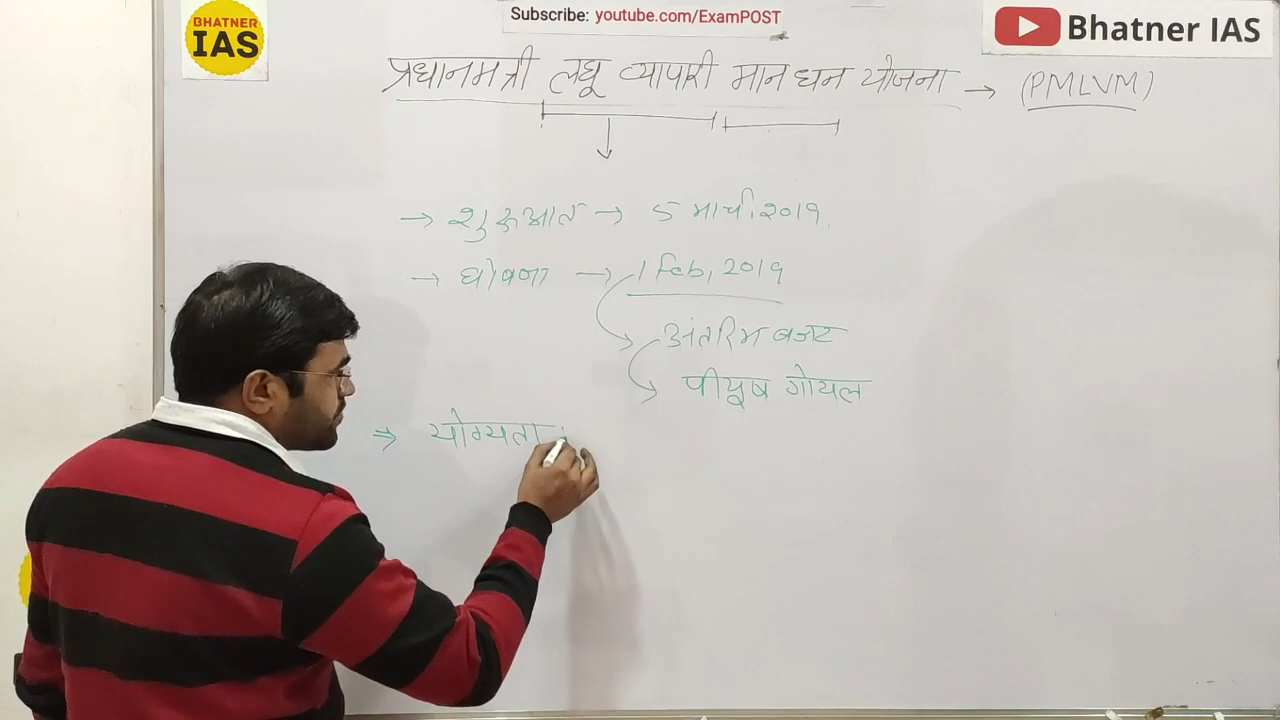 BHATNER
IAS
Subscribe: youtube.com/ExamPOST
Bhatner IAS
प्रधानमंत्री लघू व्यापारी मान धन योजना → (PMLVM)
→ शुरूआत → 5 मार्च, 2019.
→ घोषणा → 1 Feb, 2019
अंतरिम बजट
पीयूष गोयल
⇒ योग्यता :